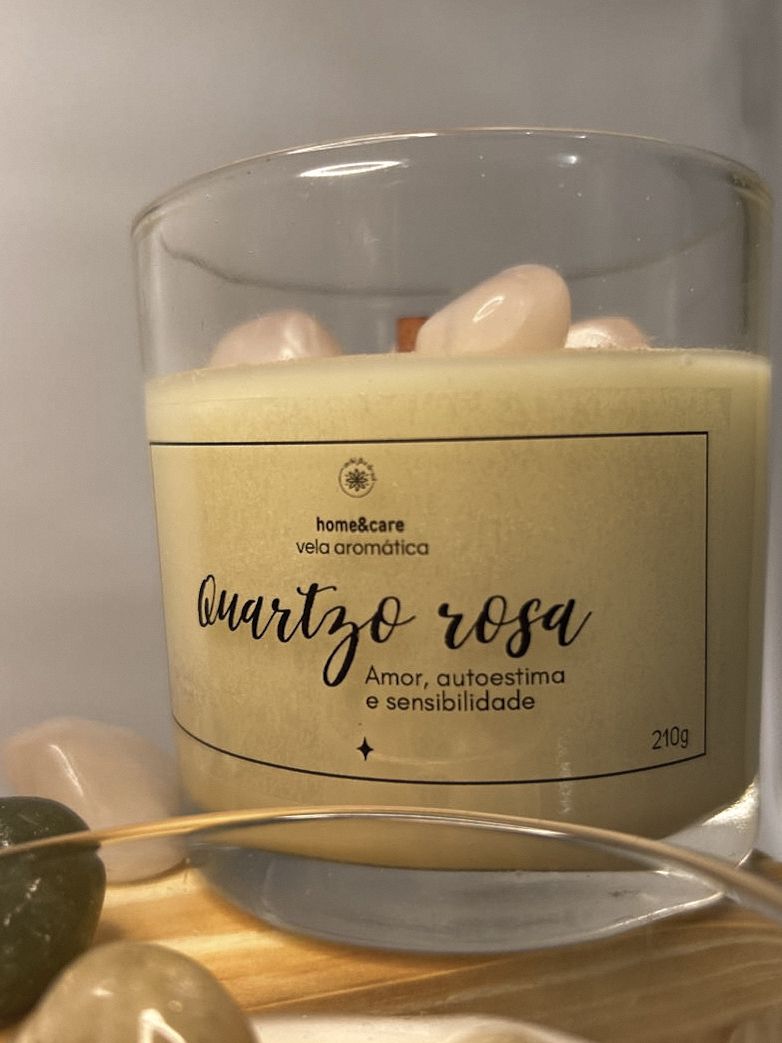 home&care
vela aromática
Quartzo rosa
Amor, autoestima
e sensibilidade
210g